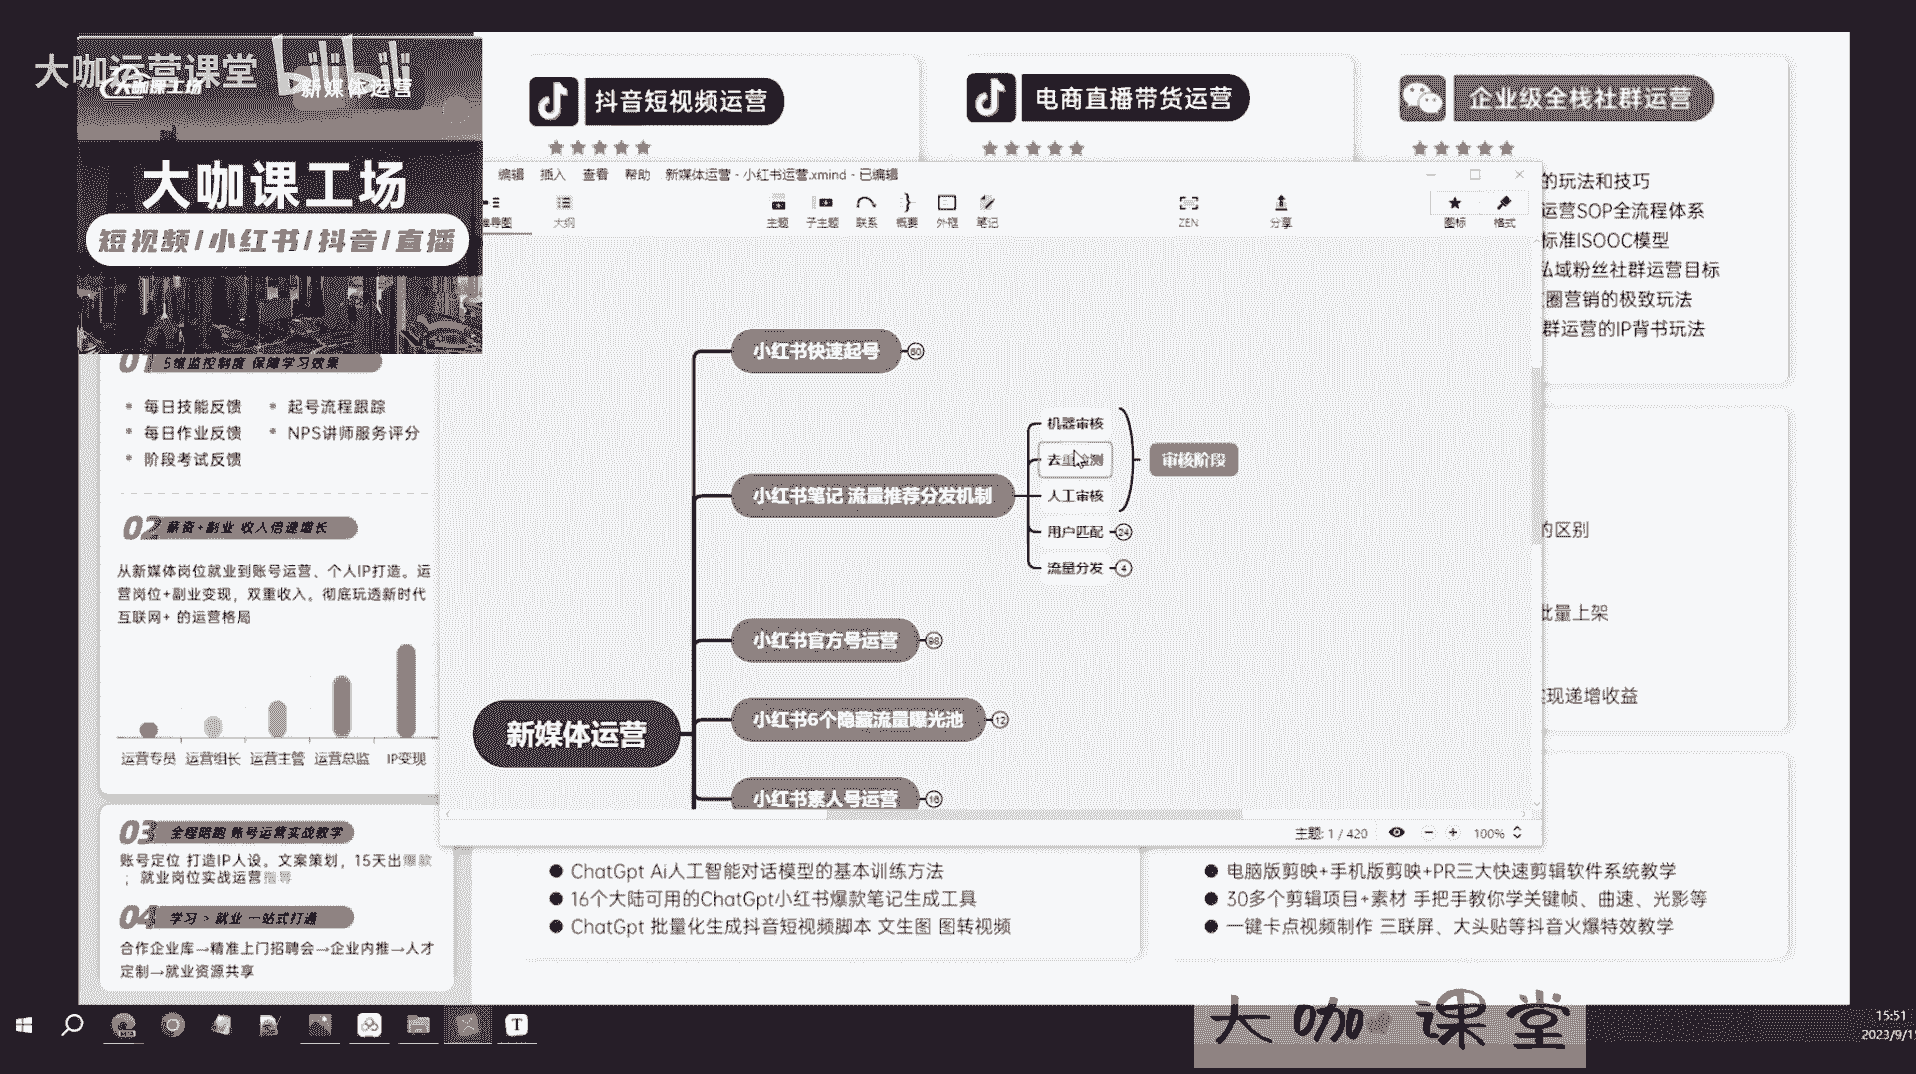 大咖运营课堂
bilibili
大咖课工场
新媒体运营
大咖课工场
短视频/小红书/抖音/直播
抖音短视频运营
电商直播带货运营
企业级全栈社群运营
的玩法和技巧
运营SOP全流程体系
标准ISOOC模型
私域粉丝社群运营目标
圈营销的极致玩法
群运营的IP背书玩法
编辑 插入 查看 帮助 新媒体运营 - 小红书运营.xmind - 已编辑
导图 大纲 主题 子主题 联系 概要 外框 笔记 ZEN 分享 图标 格式
小红书快速起号 60
小红书笔记 流量推荐分发机制
机器审核
去重检测
人工审核
审核阶段
用户匹配 24
流量分发 4
小红书官方号运营 98
小红书6个隐藏流量曝光池 12
新媒体运营
小红书素人号运营 16
主题: 1 / 420 100%
01 5维监控制度 保障学习效果
每日技能反馈 起号流程跟踪
每日作业反馈 NPS讲师服务评分
阶段考试反馈
02 薪资+副业 收入倍速增长
从新媒体岗位就业到账号运营、个人IP打造。运
营岗位+副业变现，双重收入。彻底玩透新时代
互联网+ 的运营格局
运营专员 运营组长 运营主管 运营总监 IP变现
03 全程陪跑 账号运营实战教学
账号定位 打造IP人设。文案策划，15天出爆款
；就业岗位实战运营指导
04 学习 > 就业 一站式打通
合作企业库→精准上门招聘会→企业内推→人才
定制→就业资源共享
的区别
批量上架
实现递增收益
ChatGpt Ai人工智能对话模型的基本训练方法
16个大陆可用的ChatGpt小红书爆款笔记生成工具
ChatGpt 批量化生成抖音短视频脚本 文生图 图转视频
电脑版剪映+手机版剪映+PR三大快速剪辑软件系统教学
30多个剪辑项目+素材 手把手教你学关键帧、曲速、光影等
一键卡点视频制作 三联屏、大头贴等抖音火爆特效教学
大咖课堂
15:51
2023/9/1